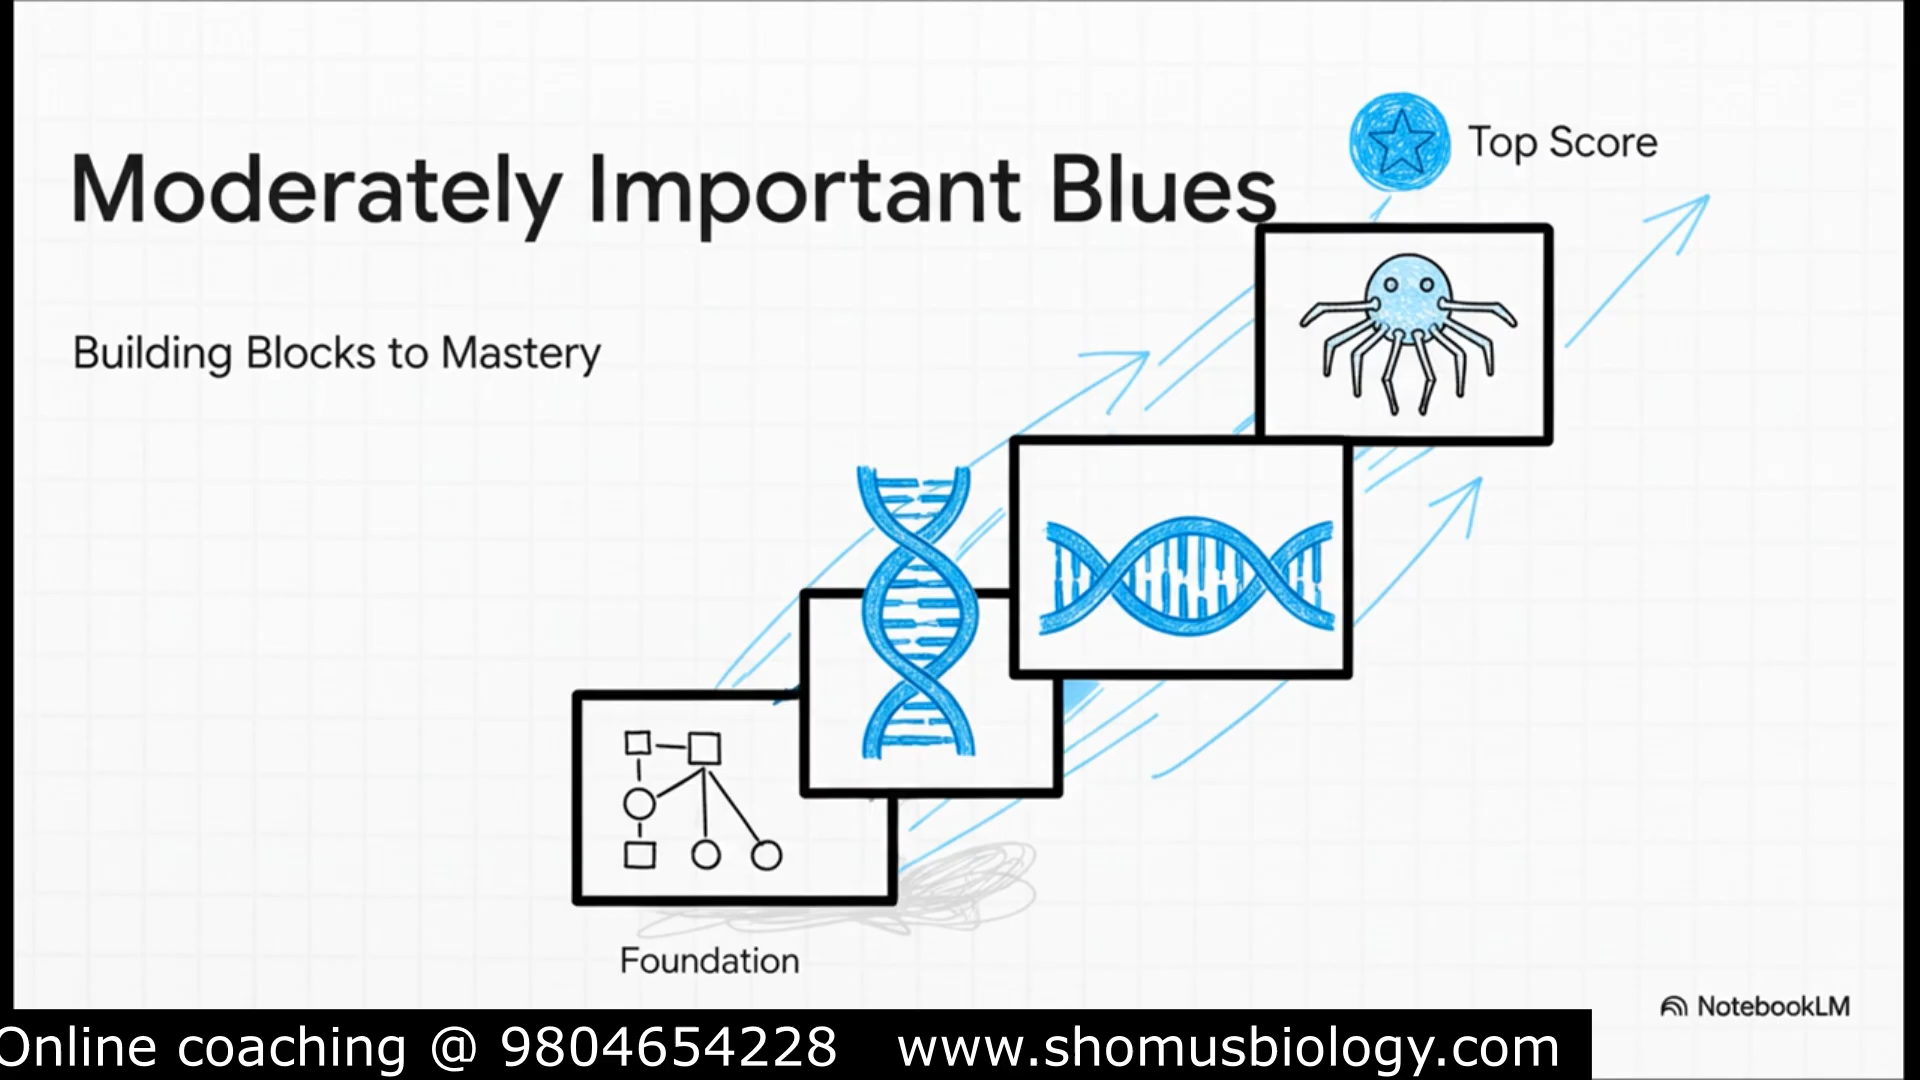 Top Score
Moderately Important Blues
Building Blocks to Mastery
Foundation
NotebookLM
Online coaching @ 9804654228 www.shomusbiology.com